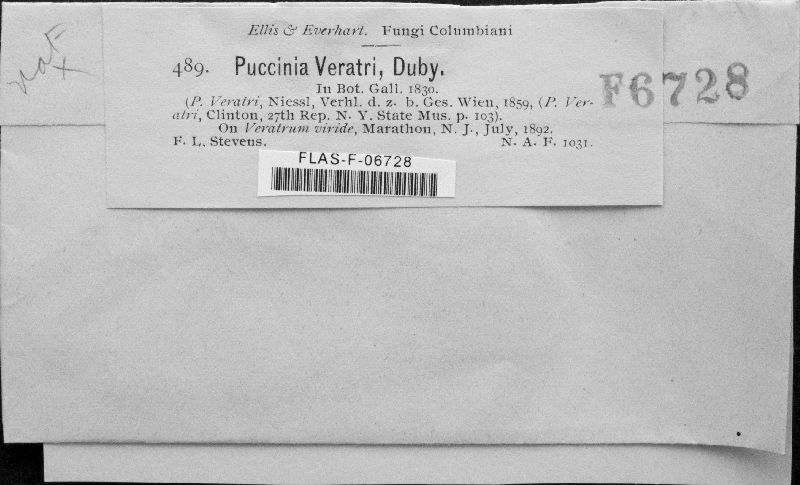 Ellis & Everhart. Fungi Columbiani
489. Puccinia Veratri, Duby.
In Bot. Gall. 1830.
(P. Veratri, Niessl, Verhl. d. z. b. Ges. Wien, 1859, (P. Ver-
atri, Clinton, 27th Rep. N. Y. State Mus. p. 103).
On Veratrum viride, Marathon, N. J., July, 1892.
F. L. Stevens. N. A. F. 1031.
FLAS-F-06728
F6728